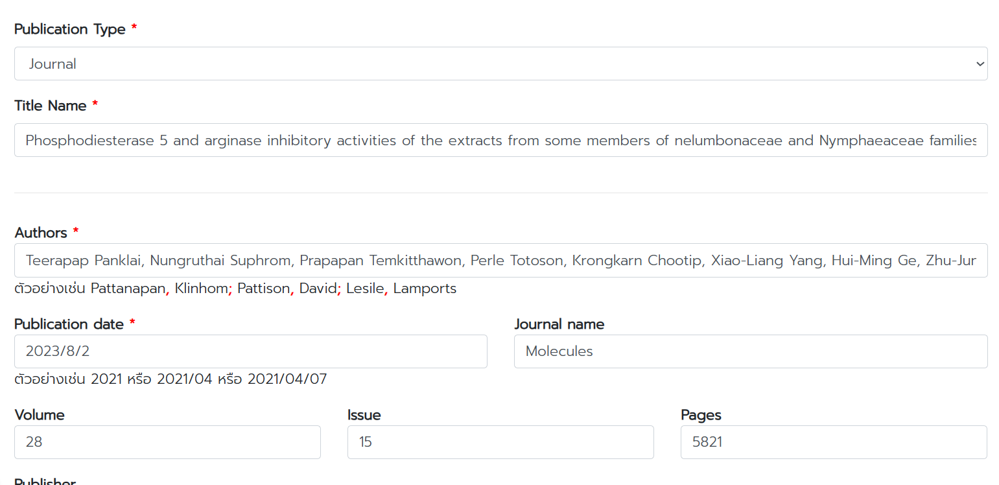 Publication Type *
Journal
Title Name *
Phosphodiesterase 5 and arginase inhibitory activities of the extracts from some members of nelumbonaceae and Nymphaeaceae families
Authors *
Teerapap Panklai, Nungruthai Suphrom, Prapapan Temkitthawon, Perle Totoson, Krongkarn Chootip, Xiao-Liang Yang, Hui-Ming Ge, Zhu-Jur
ตัวอย่างเช่น Pattanapan, Klinhom; Pattison, David; Lesile, Lamports
Publication date * Journal name
2023/8/2 Molecules
ตัวอย่างเช่น 2021 หรือ 2021/04 หรือ 2021/04/07
Volume Issue Pages
28 15 5821
Publisher